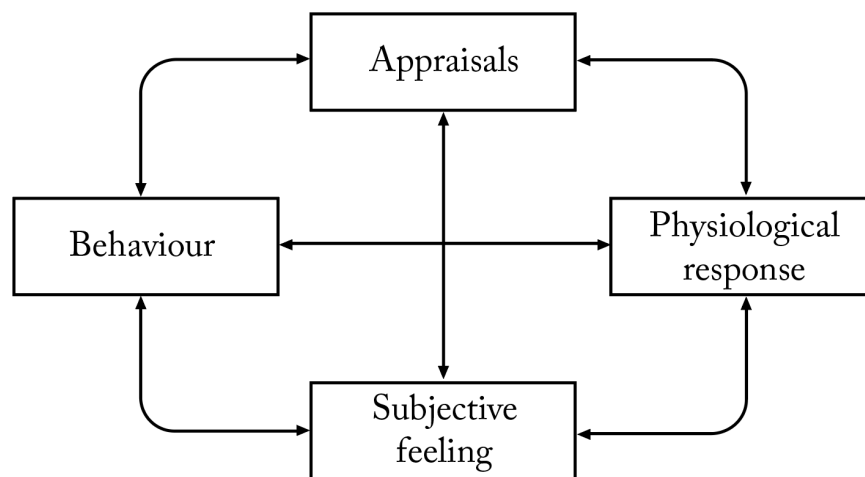 Appraisals
Behaviour
Physiological
response
Subjective
feeling